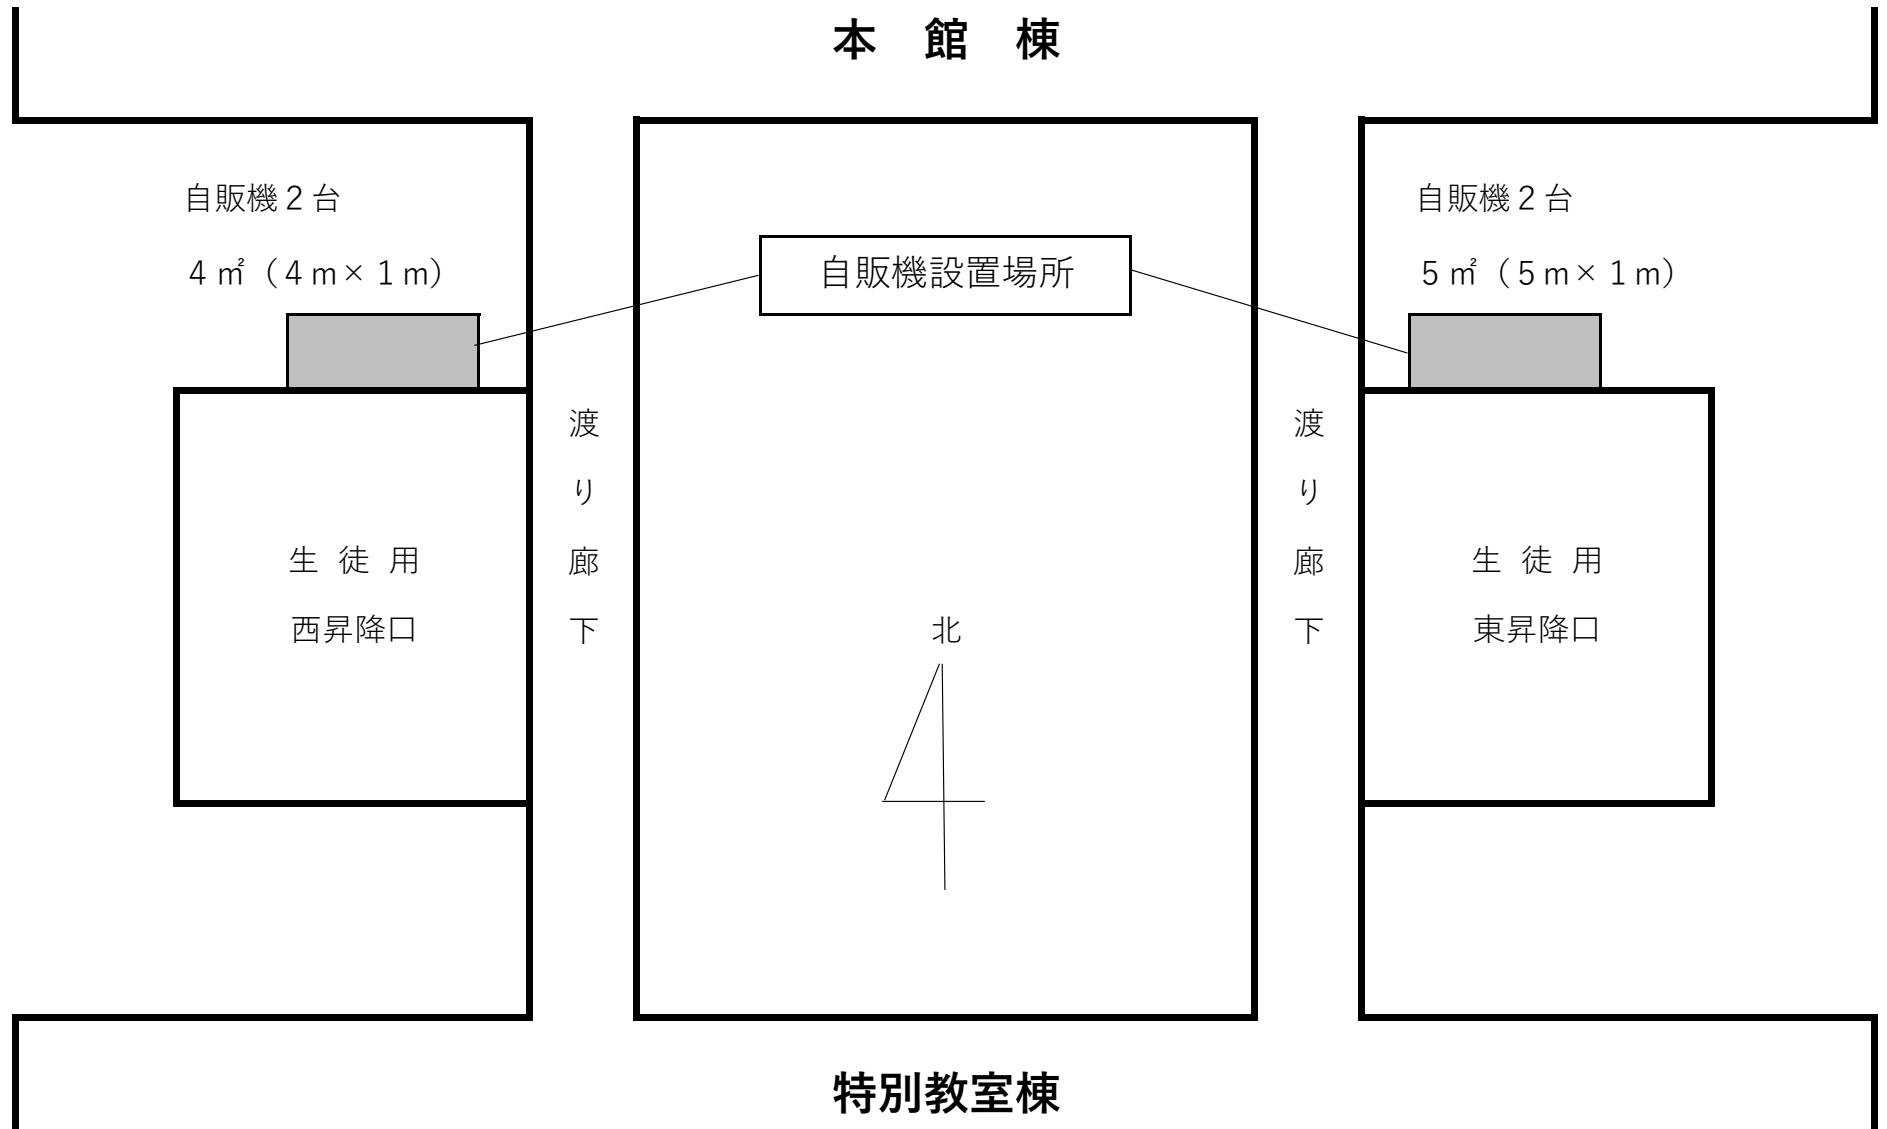 本　館　棟
自販機２台
４㎡（４ｍ×１ｍ）
自販機２台
５㎡（５ｍ×１ｍ）
自販機設置場所
渡り廊下
渡り廊下
生 徒 用
西昇降口
生 徒 用
東昇降口
北
特別教室棟